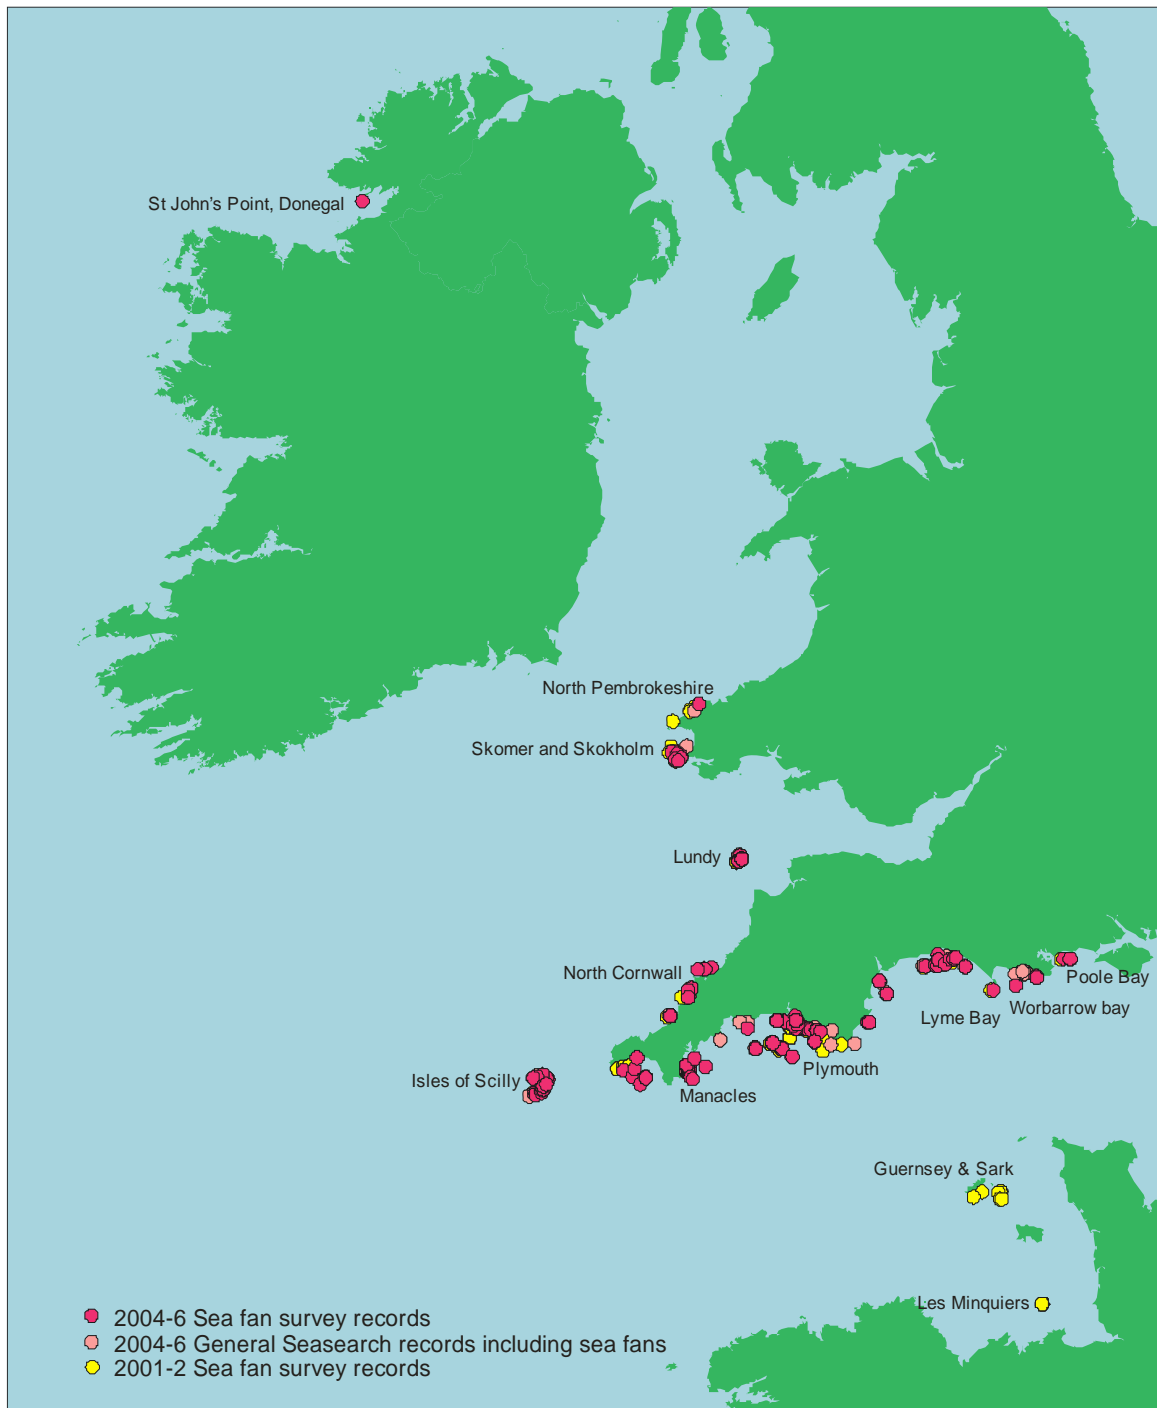 St John's Point, Donegal
North Pembrokeshire
Skomer and Skokholm
Lundy
North Cornwall
Poole Bay
Worbarrow bay
Lyme Bay
Plymouth
Isles of Scilly
Manacles
Guernsey & Sark
Les Minquiers
2004-6 Sea fan survey records
2004-6 General Seasearch records including sea fans
2001-2 Sea fan survey records